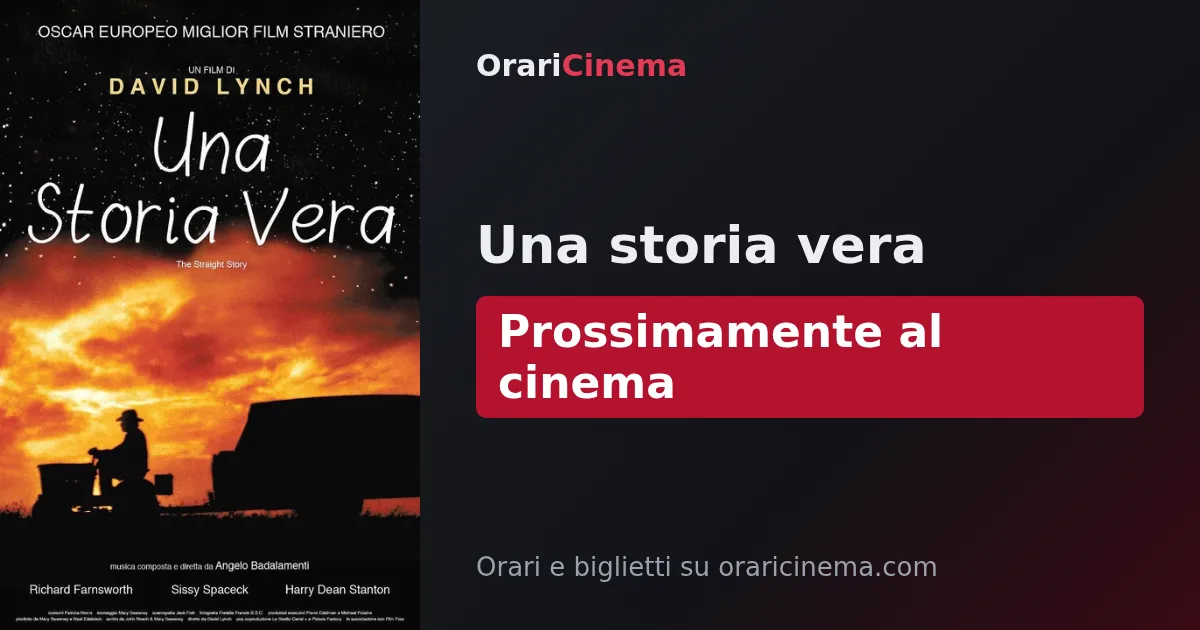 OSCAR EUROPEO MIGLIOR FILM STRANIERO
UN FILM DI
DAVID LYNCH
Una
Storia Vera
The Straight Story
musica composta e diretta da Angelo Badalamenti
Richard Farnsworth Sissy Spaceck Harry Dean Stanton
OrariCinema
Una storia vera
Prossimamente al
cinema
Orari e biglietti su oraricinema.com